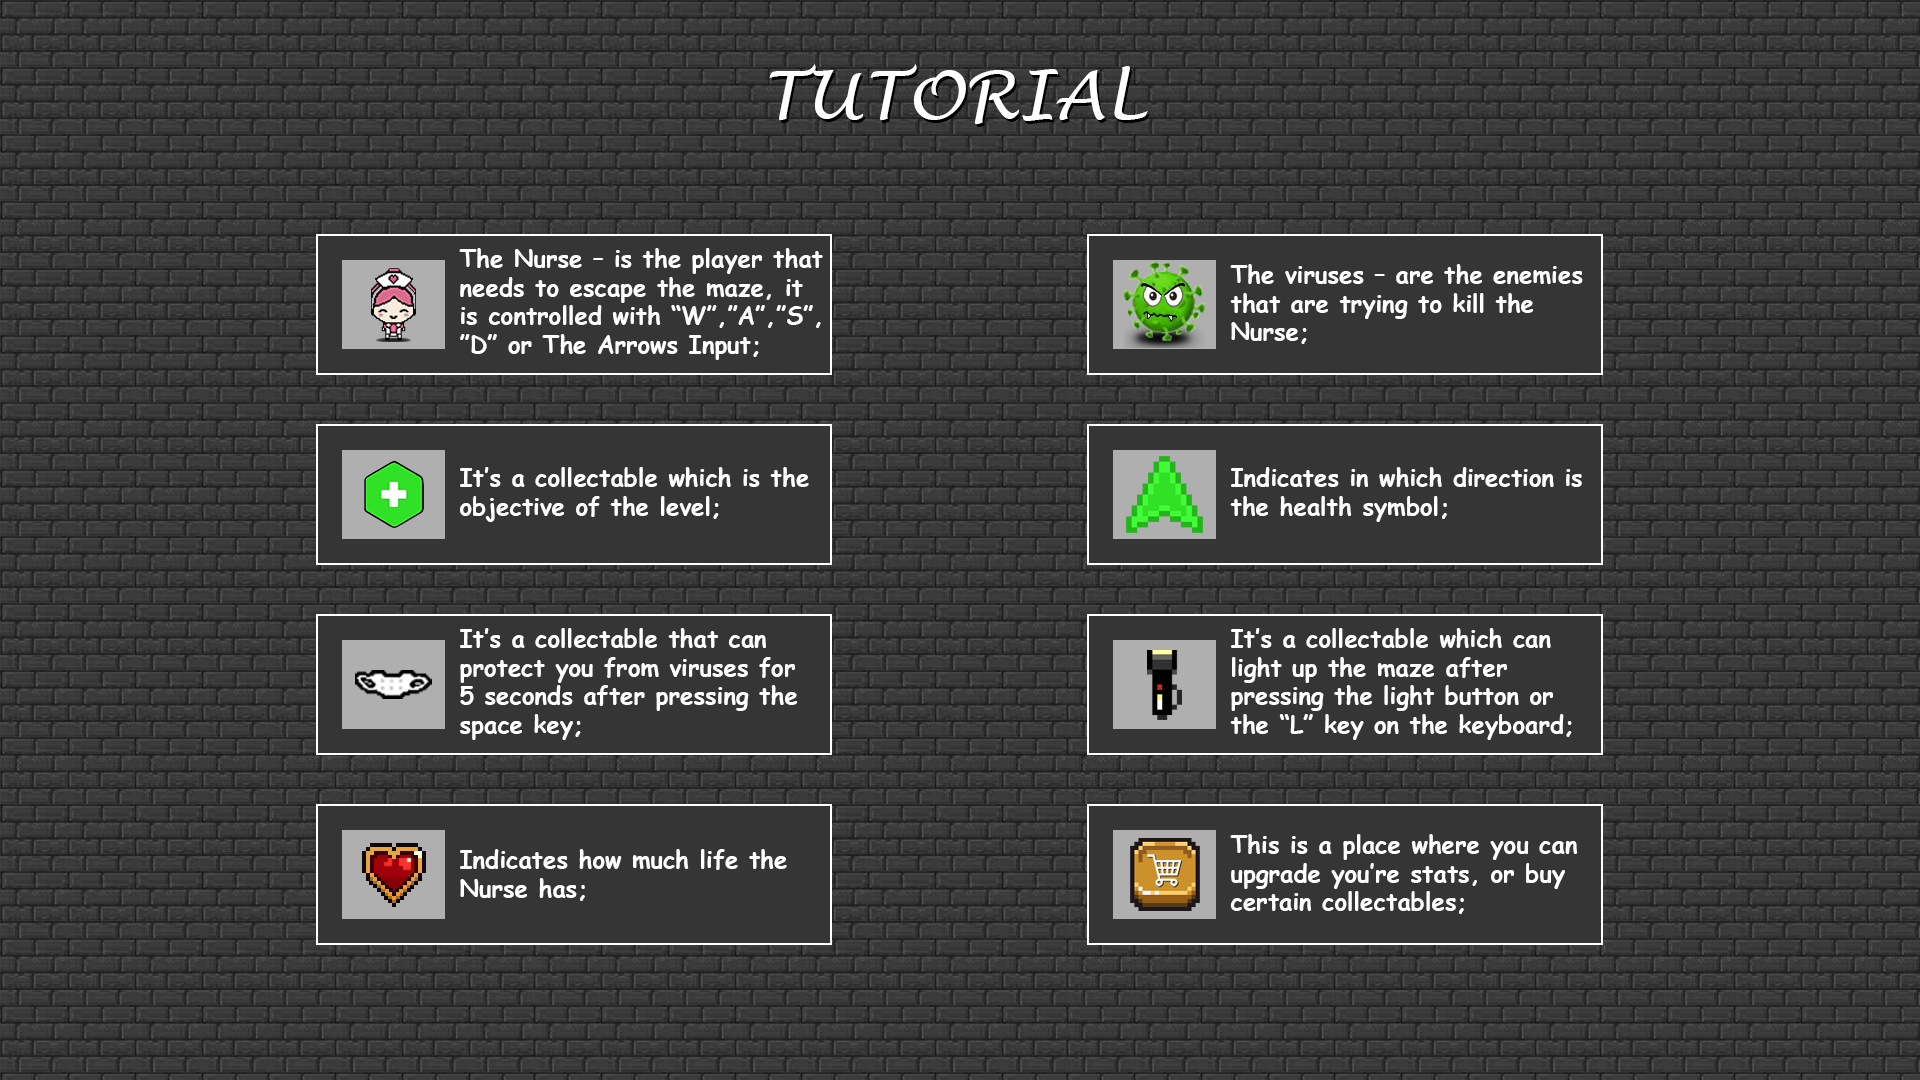 TUTORIAL
The Nurse - is the player that
needs to escape the maze, it
is controlled with “W”,”A”,”S”,
”D” or The Arrows Input;
The viruses - are the enemies
that are trying to kill the
Nurse;
It's a collectable which is the
objective of the level;
Indicates in which direction is
the health symbol;
It's a collectable that can
protect you from viruses for
5 seconds after pressing the
space key;
It's a collectable which can
light up the maze after
pressing the light button or
the “L” key on the keyboard;
Indicates how much life the
Nurse has;
This is a place where you can
upgrade you're stats, or buy
certain collectables;